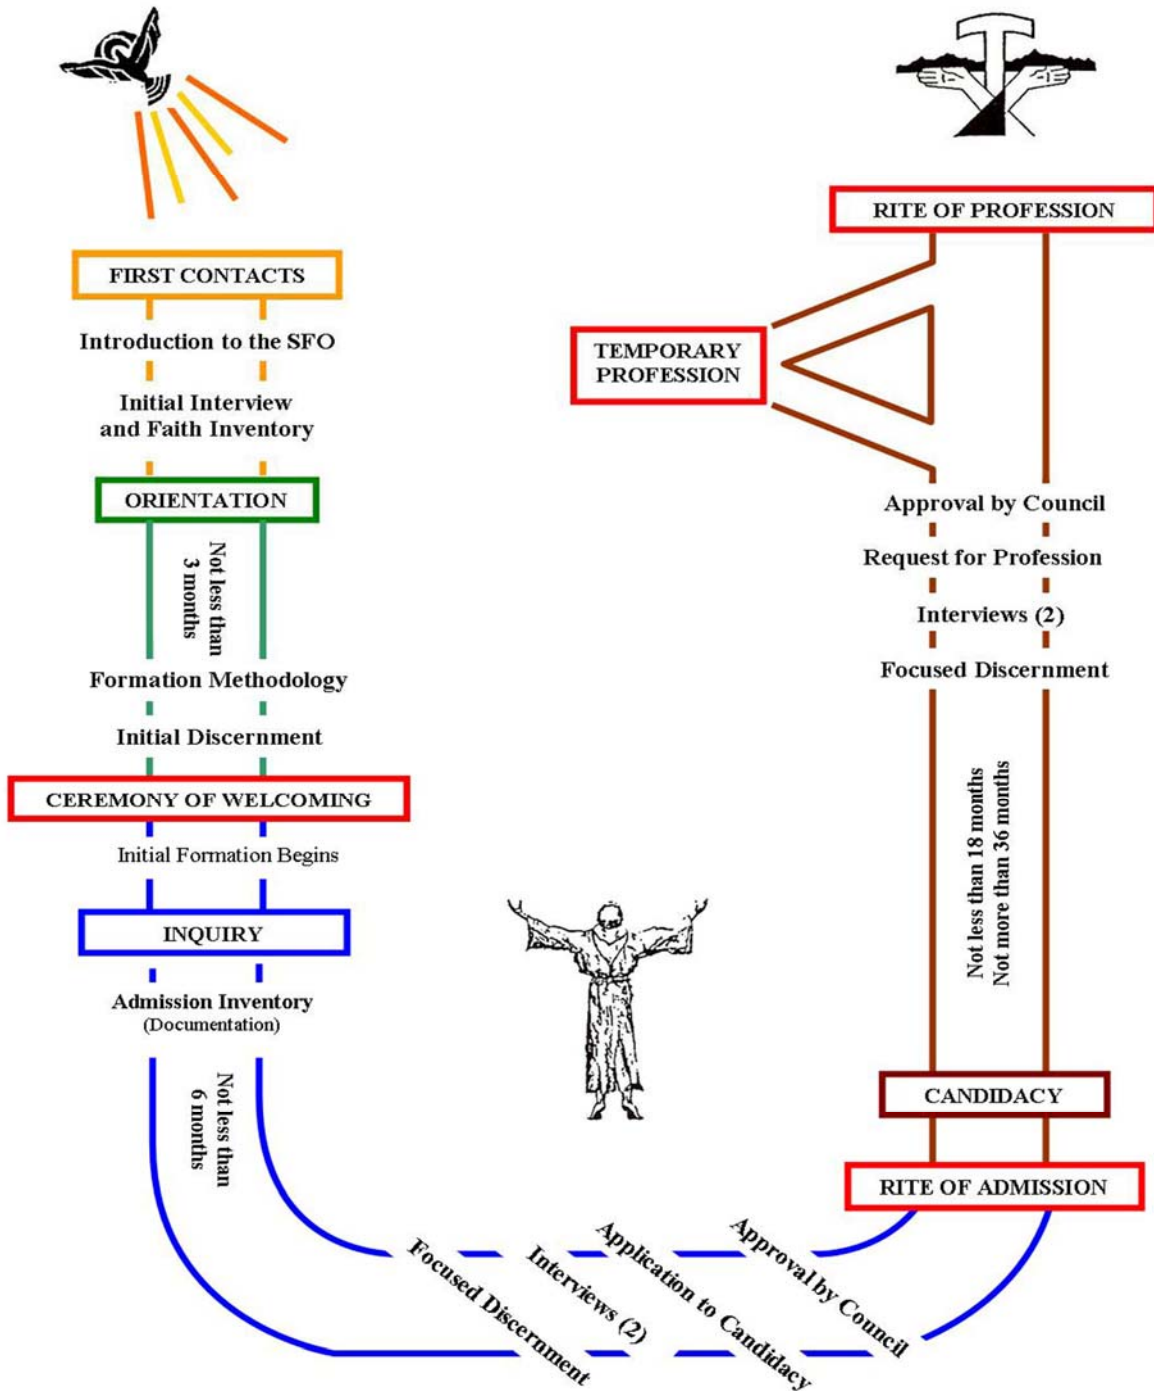 FIRST CONTACTS
Introduction to the SFO
Initial Interview
and Faith Inventory
ORIENTATION
Not less than
3 months
Formation Methodology
Initial Discernment
CEREMONY OF WELCOMING
Initial Formation Begins
INQUIRY
Admission Inventory
(Documentation)
Not less than
6 months
Focused Discernment
Interviews (2)
Application to Candidacy
Approval by Council
RITE OF ADMISSION
CANDIDACY
Not less than 18 months
Not more than 36 months
Focused Discernment
Interviews (2)
Request for Profession
Approval by Council
TEMPORARY
PROFESSION
RITE OF PROFESSION